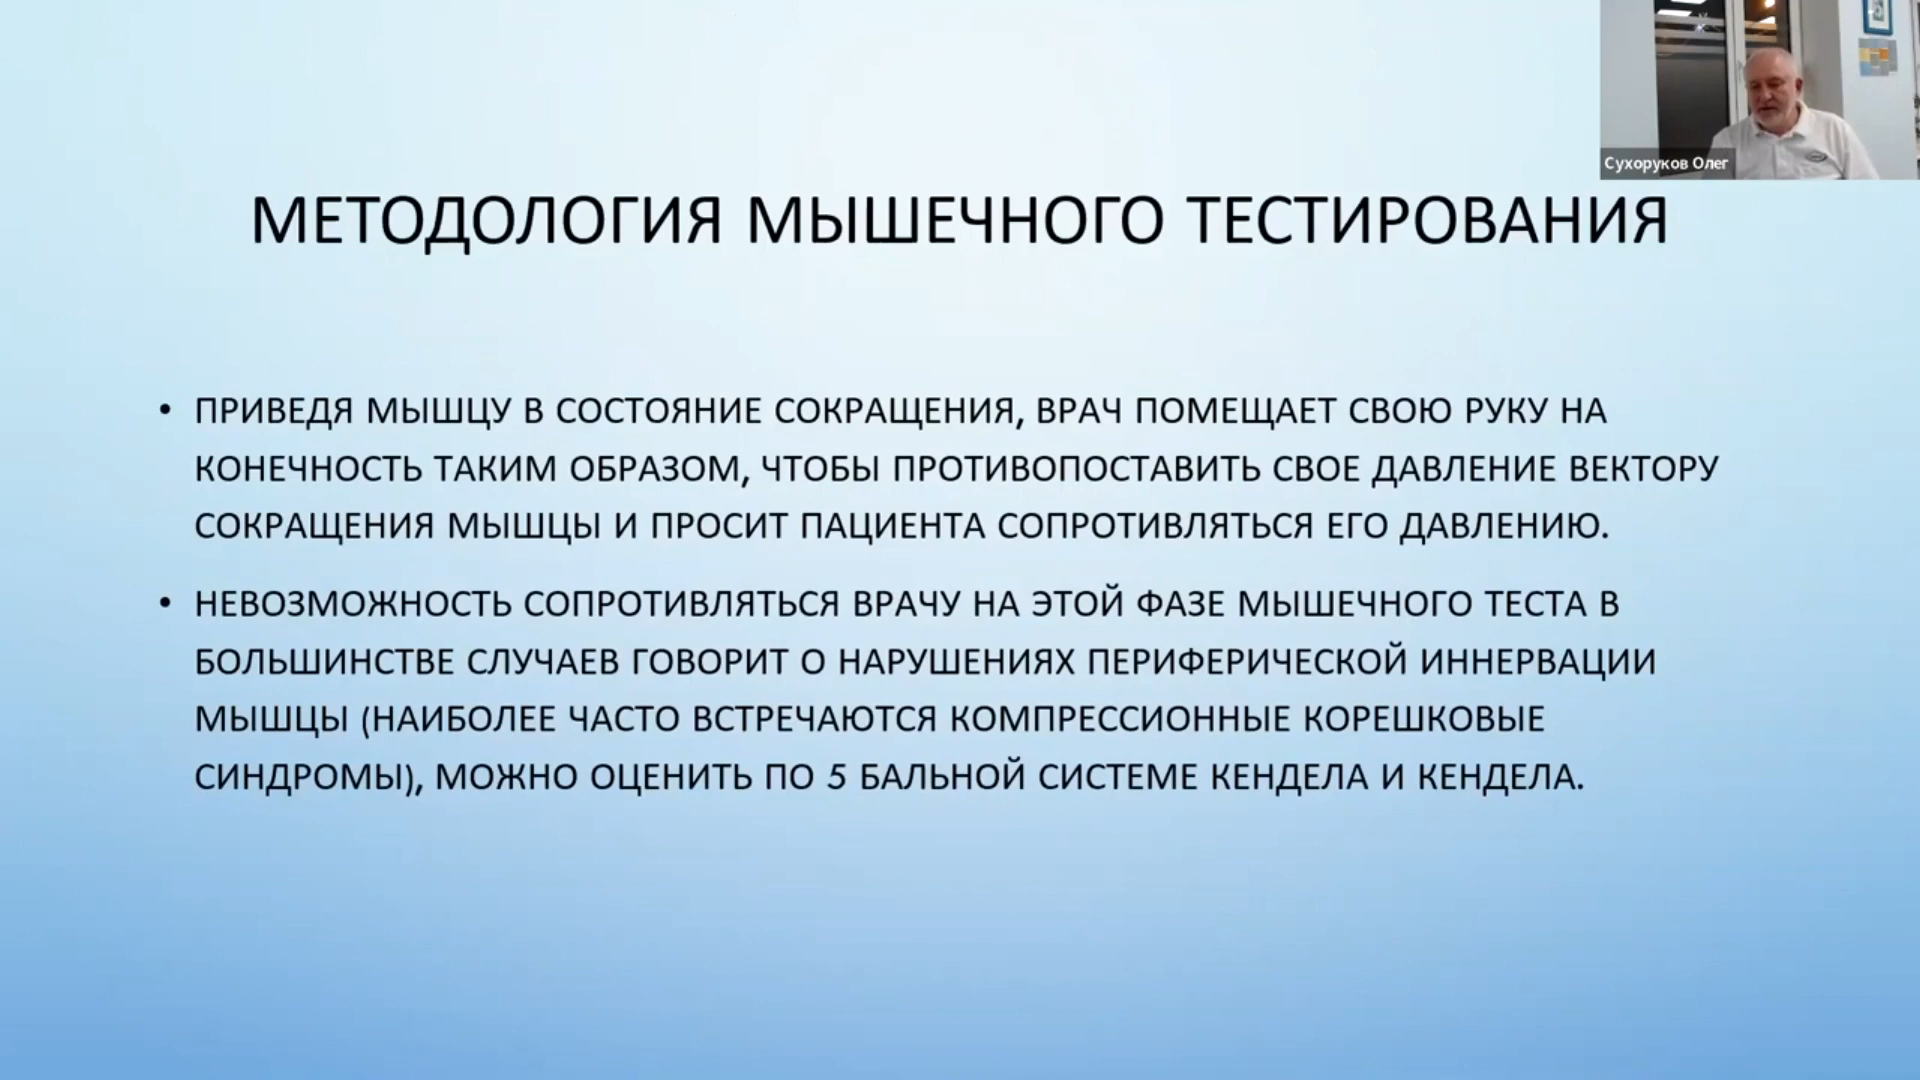 Сухоруков Олег
МЕТОДОЛОГИЯ МЫШЕЧНОГО ТЕСТИРОВАНИЯ
• ПРИВЕДЯ МЫШЦУ В СОСТОЯНИЕ СОКРАЩЕНИЯ, ВРАЧ ПОМЕЩАЕТ СВОЮ РУКУ НА
КОНЕЧНОСТЬ ТАКИМ ОБРАЗОМ, ЧТОБЫ ПРОТИВОПОСТАВИТЬ СВОЕ ДАВЛЕНИЕ ВЕКТОРУ
СОКРАЩЕНИЯ МЫШЦЫ И ПРОСИТ ПАЦИЕНТА СОПРОТИВЛЯТЬСЯ ЕГО ДАВЛЕНИЮ.
• НЕВОЗМОЖНОСТЬ СОПРОТИВЛЯТЬСЯ ВРАЧУ НА ЭТОЙ ФАЗЕ МЫШЕЧНОГО ТЕСТА В
БОЛЬШИНСТВЕ СЛУЧАЕВ ГОВОРИТ О НАРУШЕНИЯХ ПЕРИФЕРИЧЕСКОЙ ИННЕРВАЦИИ
МЫШЦЫ (НАИБОЛЕЕ ЧАСТО ВСТРЕЧАЮТСЯ КОМПРЕССИОННЫЕ КОРЕШКОВЫЕ
СИНДРОМЫ), МОЖНО ОЦЕНИТЬ ПО 5 БАЛЬНОЙ СИСТЕМЕ КЕНДЕЛА И КЕНДЕЛА.